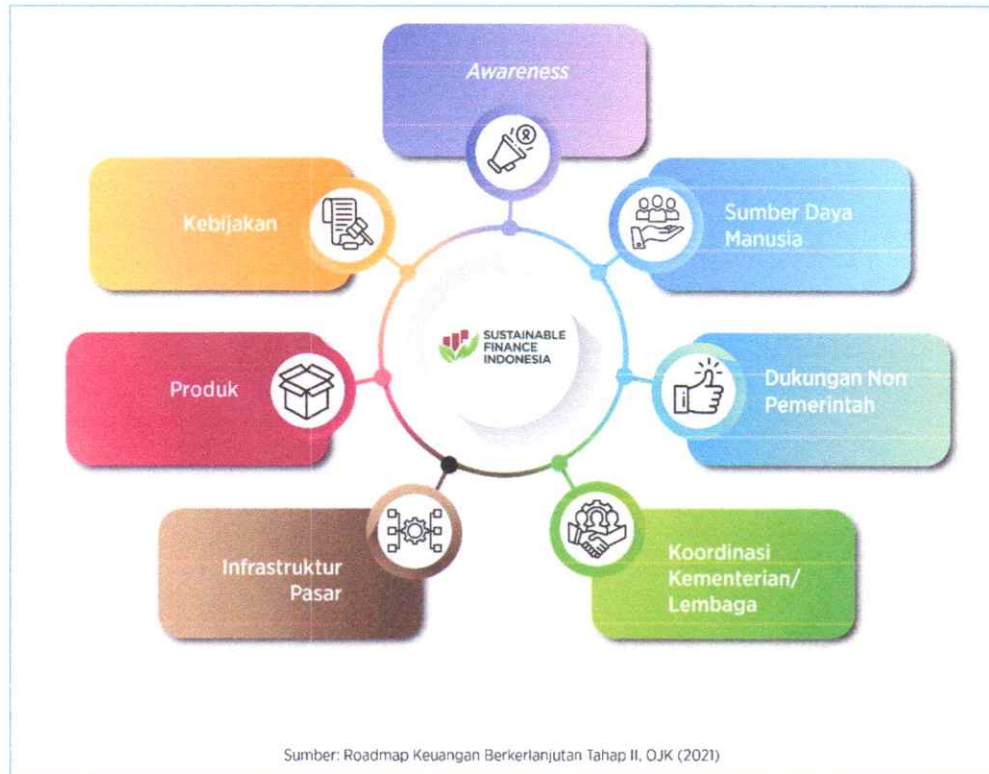 Awareness
Kebijakan
Sumber Daya
Manusia
SUSTAINABLE
FINANCE
INDONESIA
Produk
Dukungan Non
Pemerintah
Infrastruktur
Pasar
Koordinasi
Kementerian/
Lembaga
Sumber: Roadmap Keuangan Berkerlanjutan Tahap II, OJK (2021)